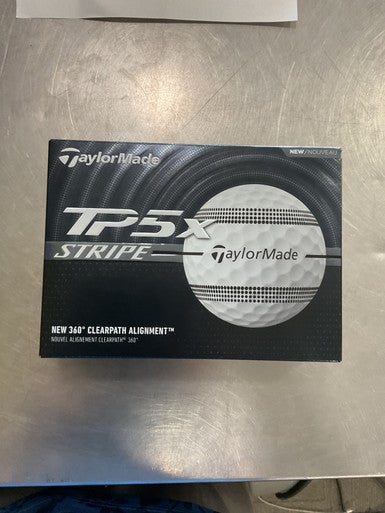 TaylorMade
NEW/NOUVEAU
TP5x
STRIPE
TaylorMade
NEW 360° CLEARPATH ALIGNMENT™
NOUVEL ALIGNEMENT CLEARPATH™ 360°